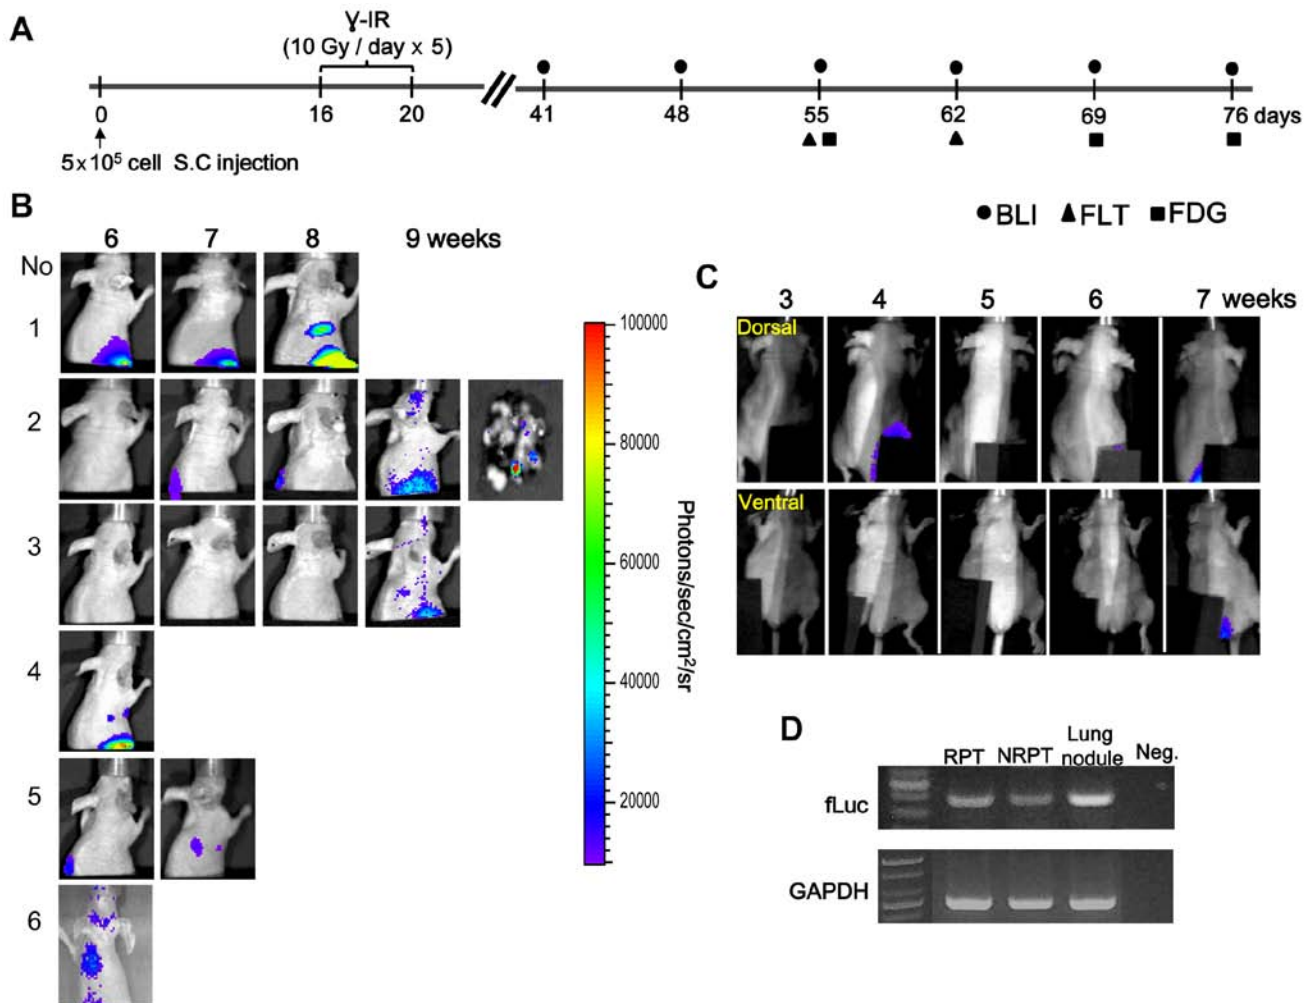 A
γ-IR
(10 Gy / day x 5)
0 16 20 41 48 55 62 69 76 days
5x10⁵ cell S.C injection
● BLI ▲ FLT ■ FDG
B
6 7 8 9 weeks
No
1
2
3
4
5
6
100000
80000
60000
40000
20000
Photons/sec/cm²/sr
C
3 4 5 6 7 weeks
Dorsal
Ventral
D
RPT NRPT Lung nodule Neg.
fLuc
GAPDH